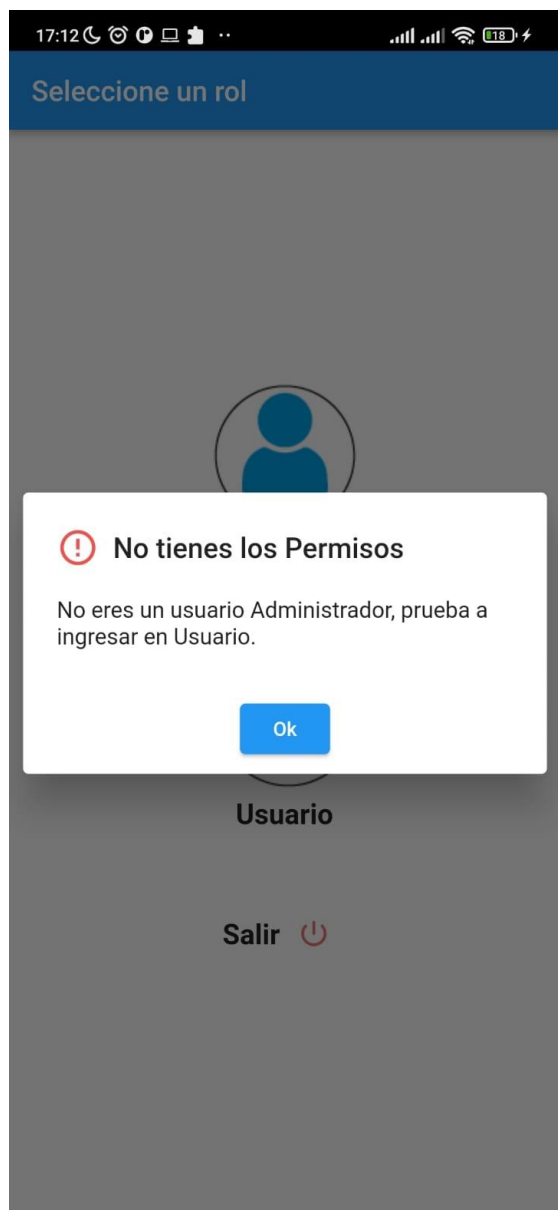 17:12
18
Seleccione un rol
No tienes los Permisos
No eres un usuario Administrador, prueba a
ingresar en Usuario.
Ok
Usuario
Salir